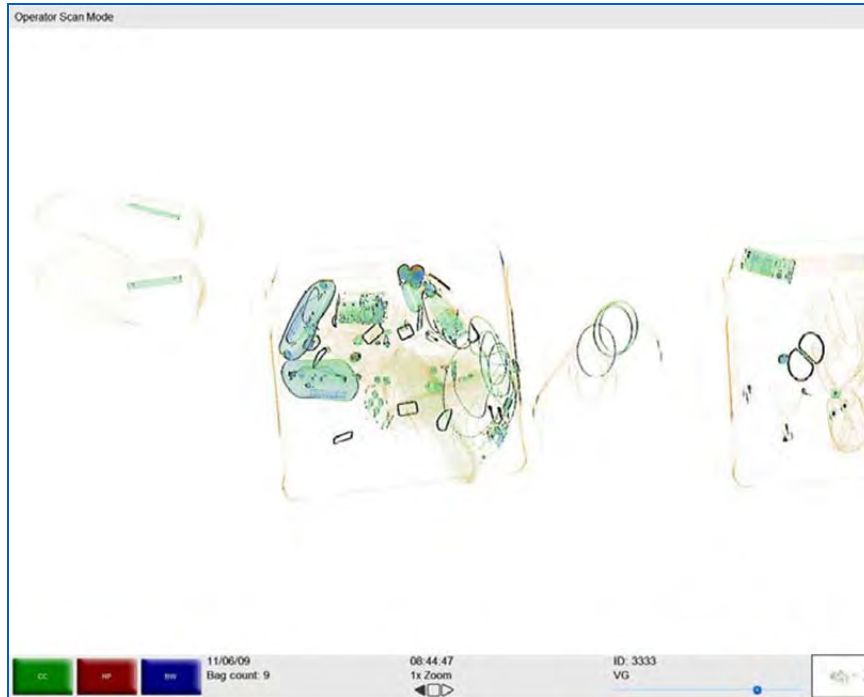 Operator Scan Mode
CC
HP
BW
11/06/09
Bag count: 9
08:44:47
1x Zoom
ID: 3333
VG